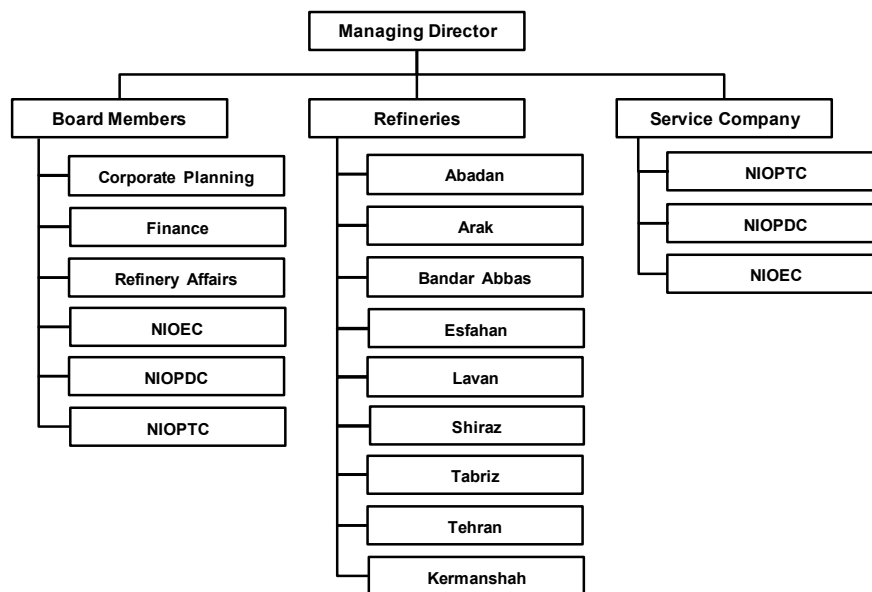 Managing Director
Board Members
Corporate Planning
Finance
Refinery Affairs
NIOEC
NIOPDC
NIOPTC
Refineries
Abadan
Arak
Bandar Abbas
Esfahan
Lavan
Shiraz
Tabriz
Tehran
Kermanshah
Service Company
NIOPTC
NIOPDC
NIOEC